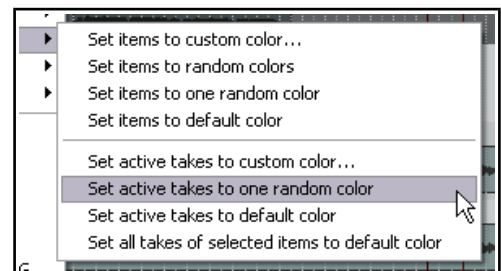 Set items to custom color...
Set items to random colors
Set items to one random color
Set items to default color
Set active takes to custom color...
Set active takes to one random color
Set active takes to default color
Set all takes of selected items to default color